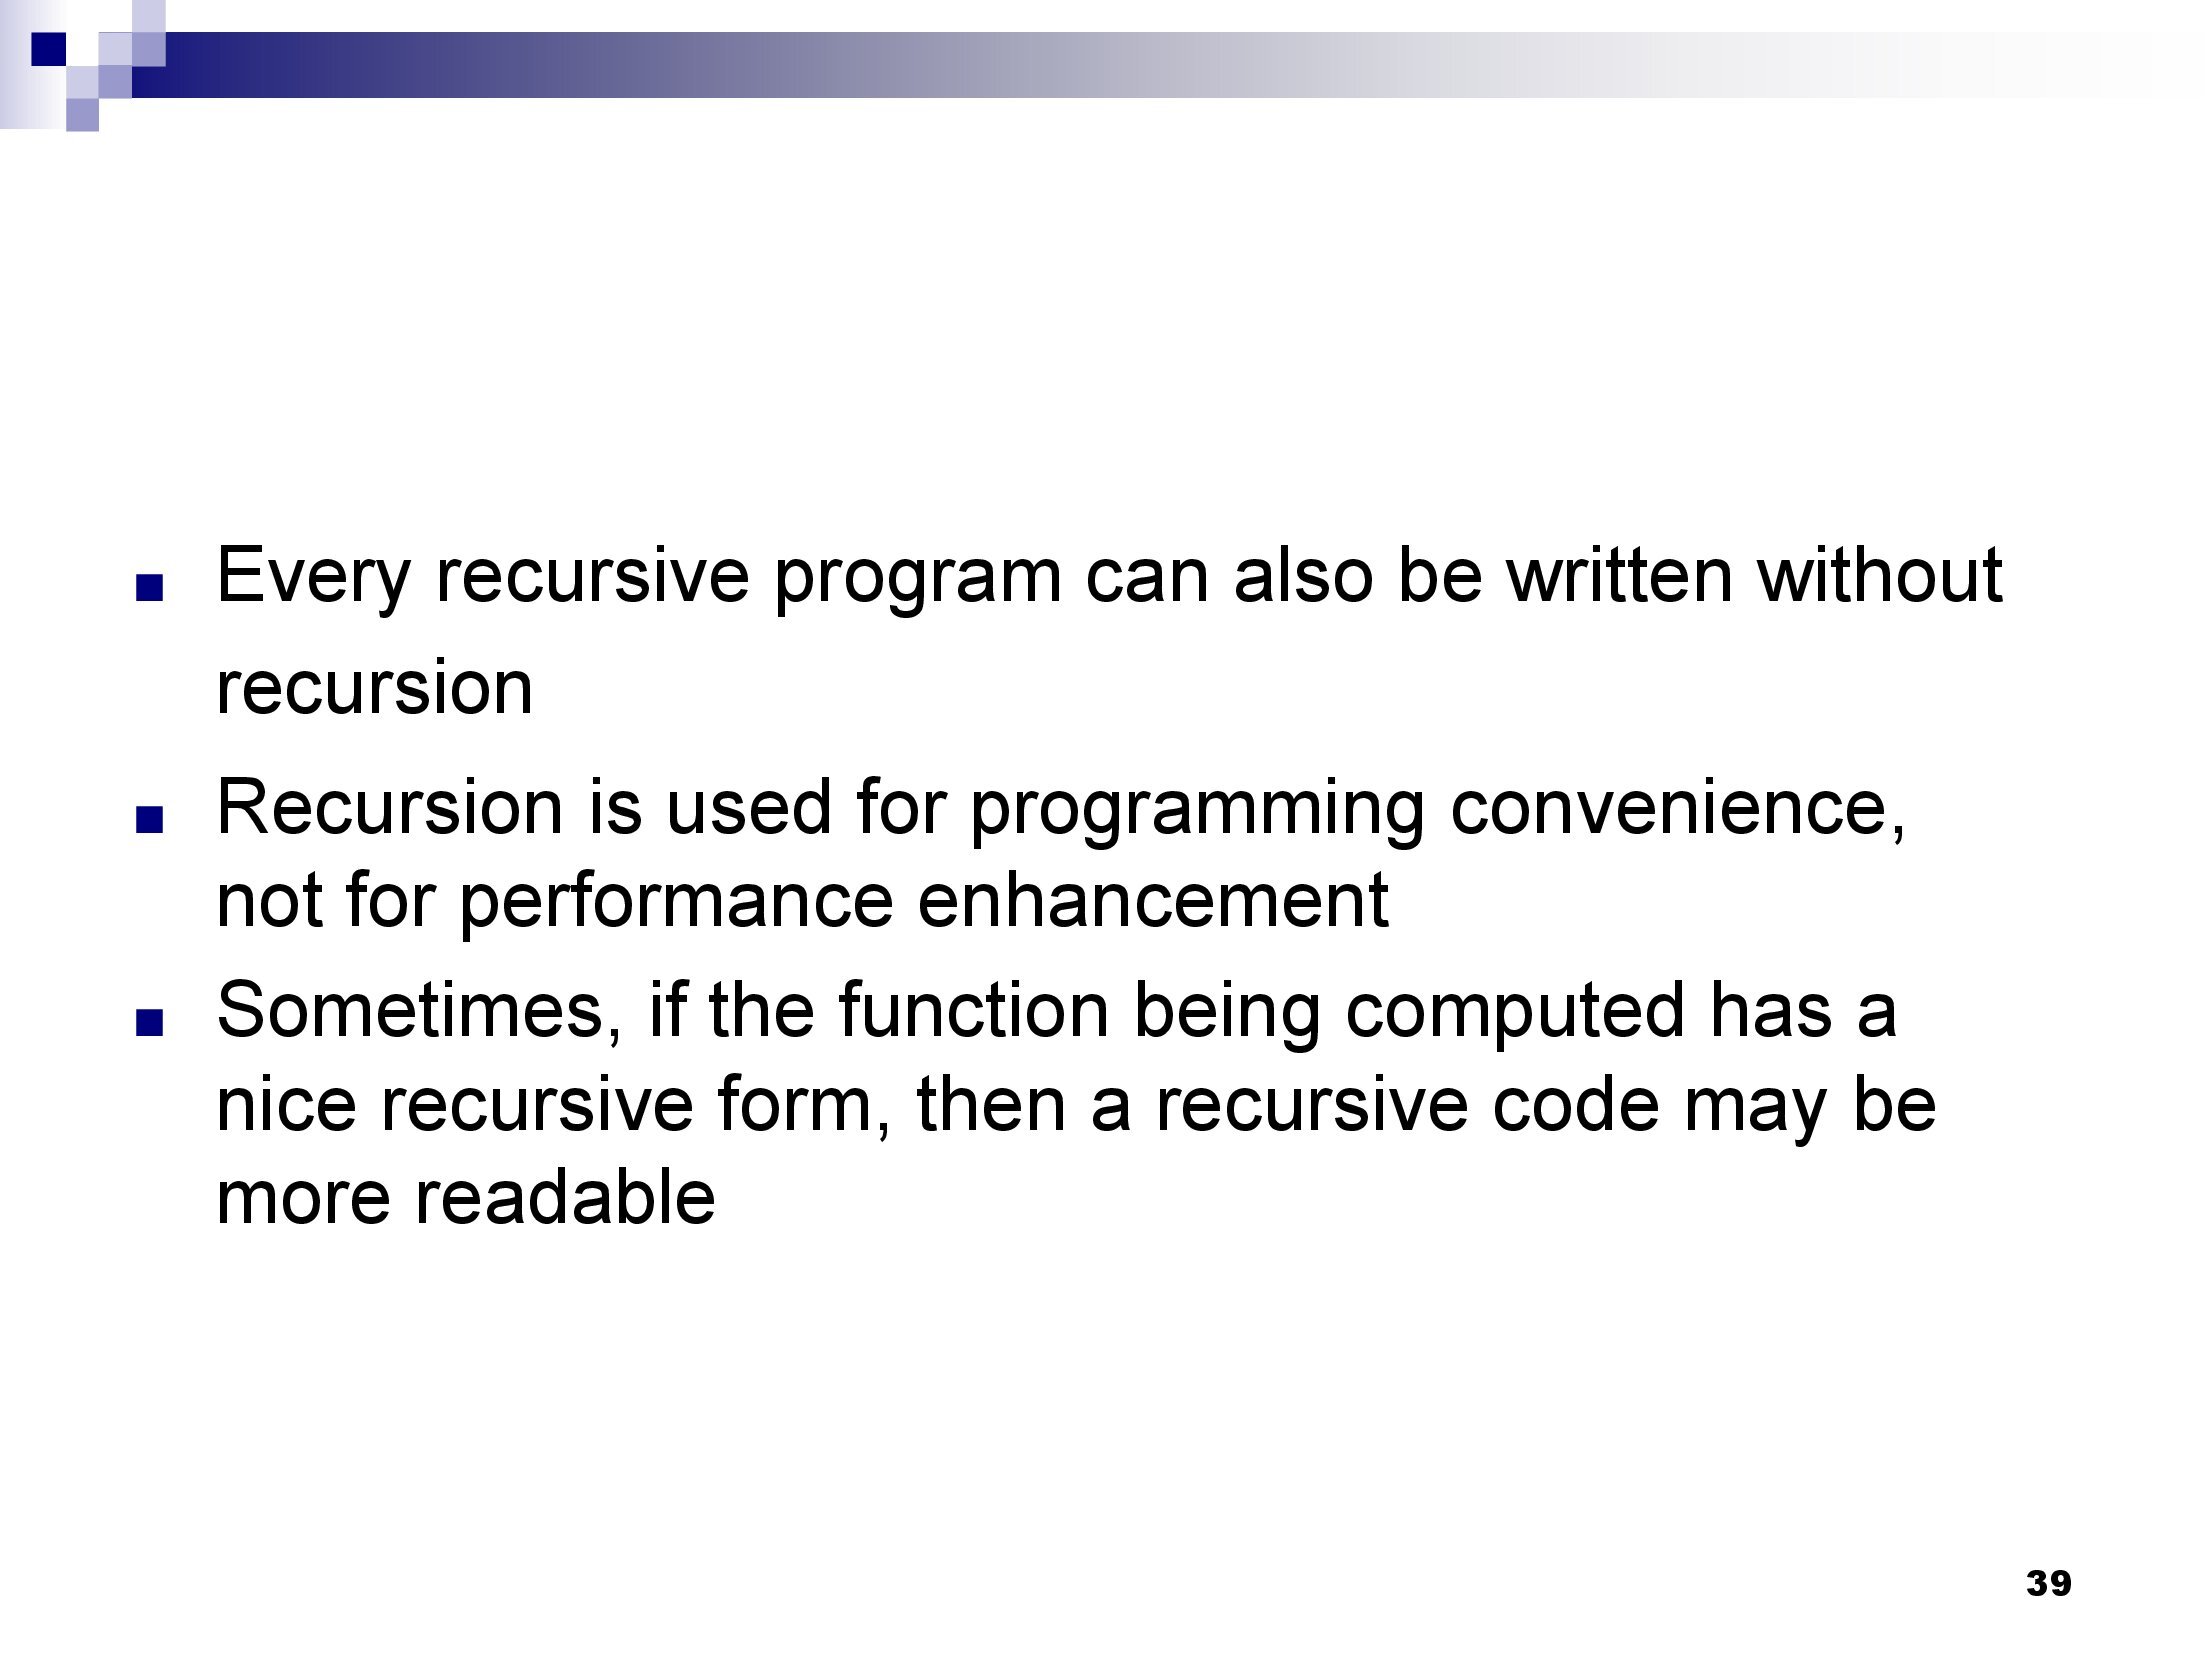 Every recursive program can also be written without
recursion
Recursion is used for programming convenience,
not for performance enhancement
Sometimes, if the function being computed has a
nice recursive form, then a recursive code may be
more readable
39